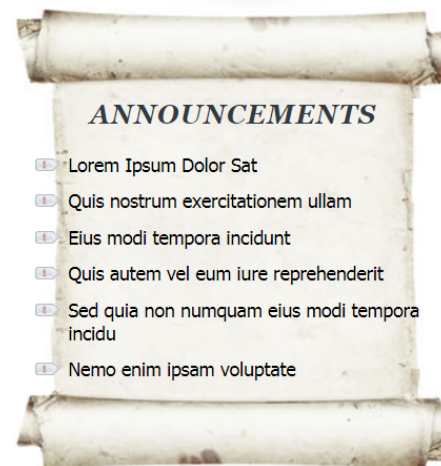 ANNOUNCEMENTS
Lorem Ipsum Dolor Sat
Quis nostrum exercitationem ullam
Eius modi tempora incidunt
Quis autem vel eum iure reprehenderit
Sed quia non numquam eius modi tempora
incidu
Nemo enim ipsam voluptate